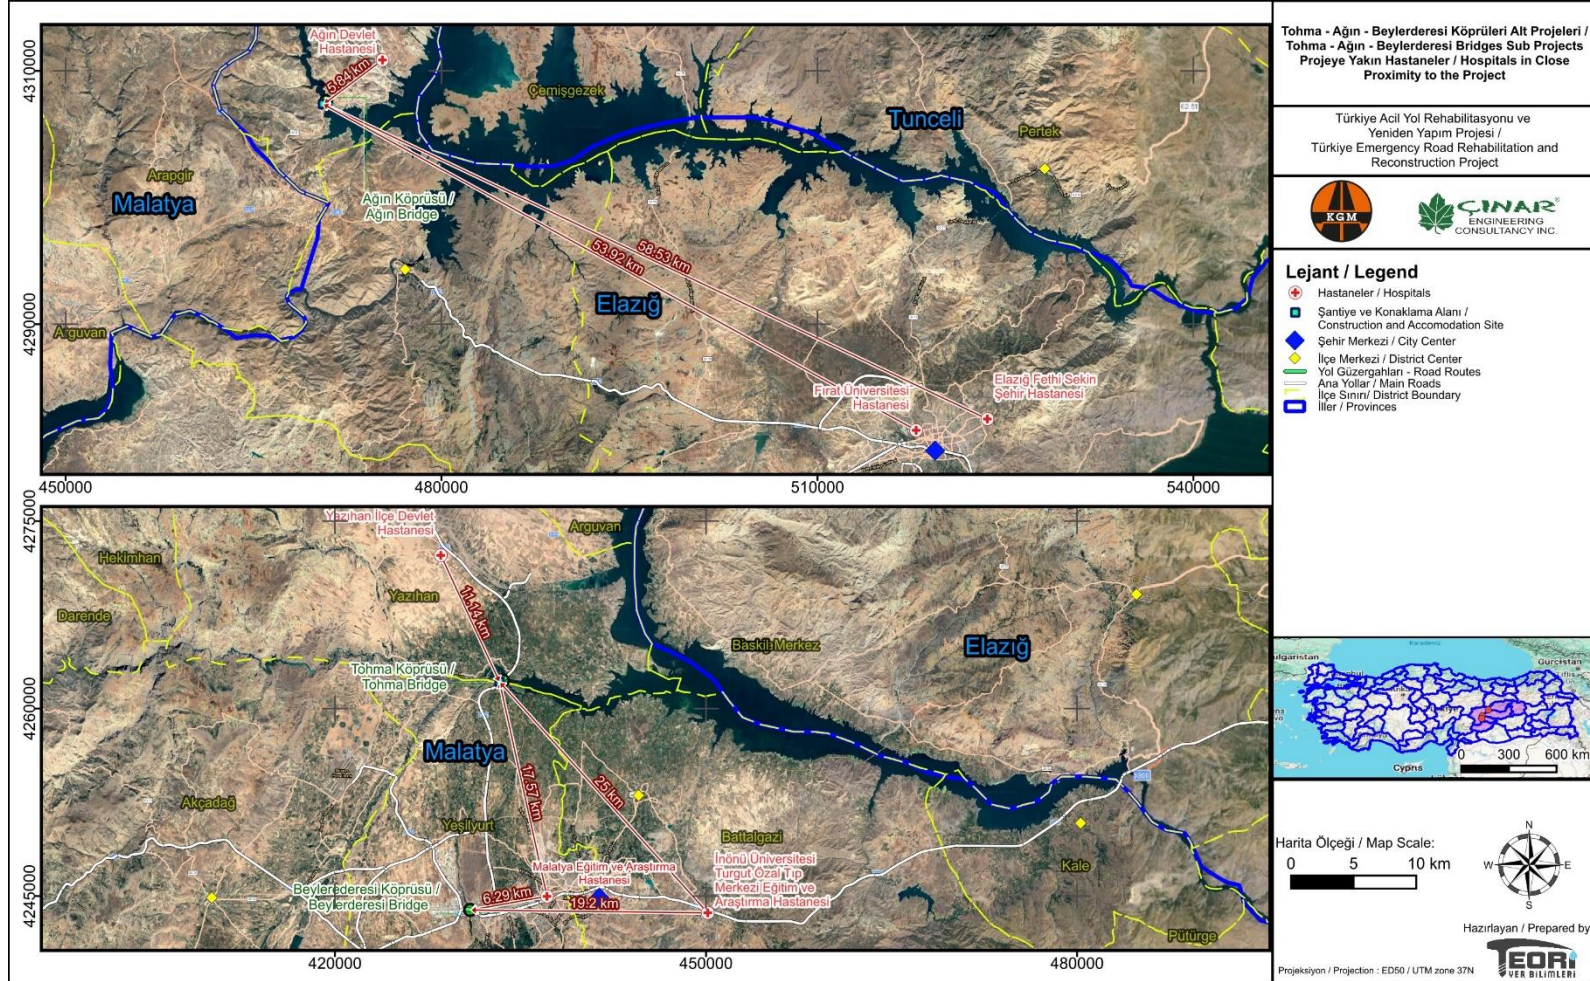 Ağın Devlet
Hastanesi
5.84 km
Çemişgezek
Tunceli
Pertek
62.51
Arapgir
Malatya
Ağın Köprüsü /
Ağın Bridge
58.53 km
53.92 km
Elazığ
Arguvan
Fırat Üniversitesi
Hastanesi
Elazığ Fethi Sekin
Şehir Hastanesi
4310000
4290000
450000
480000
510000
540000
Yazıhan İlçe Devlet
Hastanesi
Arguvan
Hekimhan
Yazıhan
Darende
11.14 km
Baskil
Merkez
Elazığ
Tohma Köprüsü /
Tohma Bridge
Malatya
17.57 km
25 km
Akçadağ
Yeşilyurt
Battalgazi
Malatya Eğitim ve Araştırma
Hastanesi
İnönü Üniversitesi
Turgut Özal Tıp
Merkezi Eğitim ve
Araştırma Hastanesi
Kale
Beylerederesi Köprüsü /
Beylerderesi Bridge
6.29 km
19.2 km
Pütürge
4275000
4260000
4245000
420000
450000
480000
Tohma - Ağın - Beylerderesi Köprüleri Alt Projeleri /
Tohma - Ağın - Beylerderesi Bridges Sub Projects
Projeye Yakın Hastaneler / Hospitals in Close
Proximity to the Project
Türkiye Acil Yol Rehabilitasyonu ve
Yeniden Yapım Projesi /
Türkiye Emergency Road Rehabilitation and
Reconstruction Project
KGM
ÇINAR
ENGINEERING
CONSULTANCY INC.
Lejant / Legend
Hastaneler / Hospitals
Şantiye ve Konaklama Alanı /
Construction and Accomodation Site
Şehir Merkezi / City Center
İlçe Merkezi / District Center
Yol Güzergahları - Road Routes
Ana Yollar / Main Roads
İlçe Sınırı/ District Boundary
İller / Provinces
Gürcistan
Cyprus
0 300 600 km
Harita Ölçeği / Map Scale:
0 5 10 km
N
W E
S
Hazırlayan / Prepared by
TEORİ
YER BİLİMLERİ
Projeksiyon / Projection : ED50 / UTM zone 37N